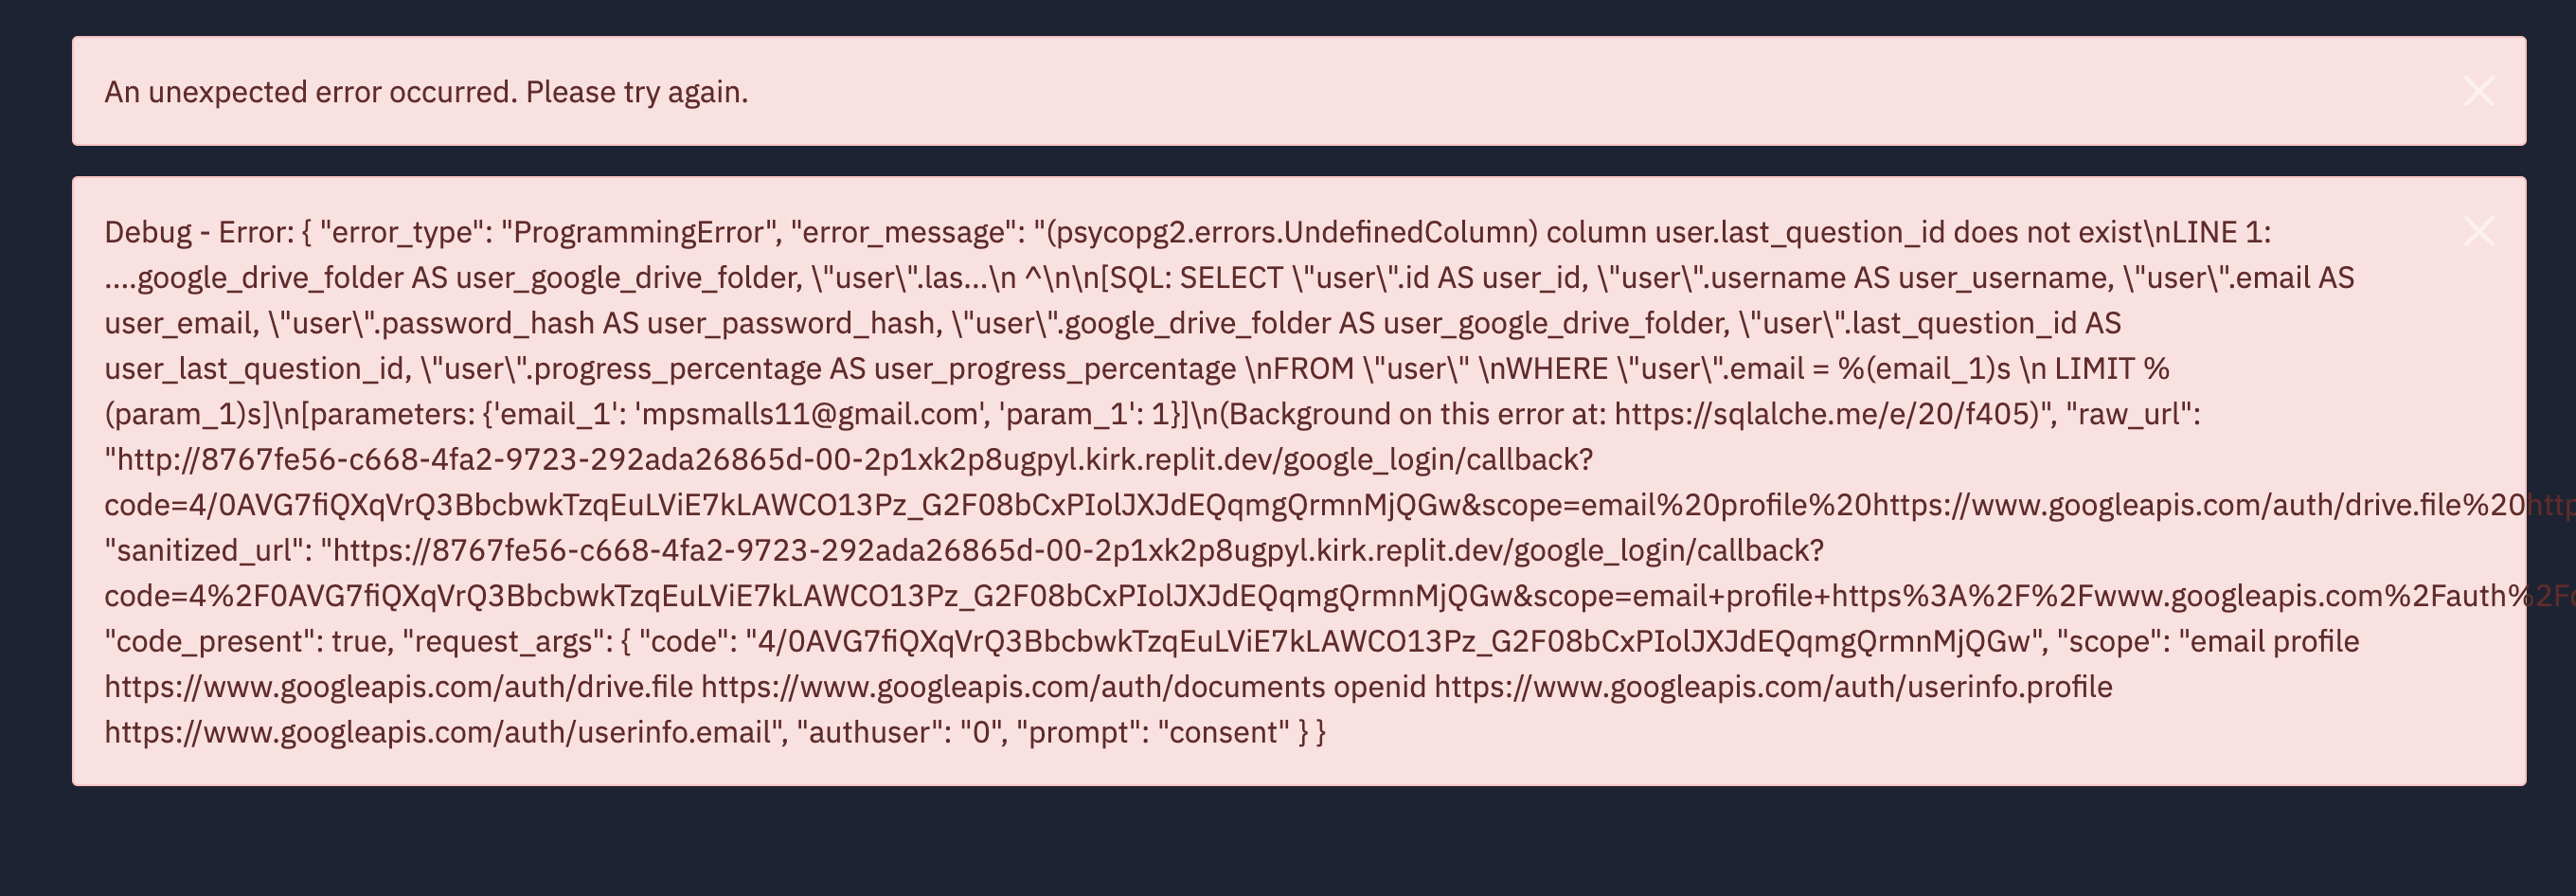 An unexpected error occurred. Please try again.
Debug - Error: { "error_type": "ProgrammingError", "error_message": "(psycopg2.errors.UndefinedColumn) column user.last_question_id does not exist\nLINE 1:
....google_drive_folder AS user_google_drive_folder, \"user\".las...\n ^\n\n[SQL: SELECT \"user\".id AS user_id, \"user\".username AS user_username, \"user\".email AS
user_email, \"user\".password_hash AS user_password_hash, \"user\".google_drive_folder AS user_google_drive_folder, \"user\".last_question_id AS
user_last_question_id, \"user\".progress_percentage AS user_progress_percentage \nFROM \"user\" \nWHERE \"user\".email = %(email_1)s \n LIMIT %
(param_1)s]\n[parameters: {'email_1': 'mpsmalls11@gmail.com', 'param_1': 1}]\n(Background on this error at: https://sqlalche.me/e/20/f405)", "raw_url":
"http://8767fe56-c668-4fa2-9723-292ada26865d-00-2p1xk2p8ugpyl.kirk.replit.dev/google_login/callback?
code=4/0AVG7fiQXqVrQ3BbcbwkTzqEuLViE7kLAWCO13Pz_G2F08bCxPIolJXJdEQqmgQrmnMjQGw&scope=email%20profile%20https://www.googleapis.com/auth/drive.file%20http
"sanitized_url": "https://8767fe56-c668-4fa2-9723-292ada26865d-00-2p1xk2p8ugpyl.kirk.replit.dev/google_login/callback?
code=4%2F0AVG7fiQXqVrQ3BbcbwkTzqEuLViE7kLAWCO13Pz_G2F08bCxPIolJXJdEQqmgQrmnMjQGw&scope=email+profile+https%3A%2F%2Fwww.googleapis.com%2Fauth%2F
"code_present": true, "request_args": { "code": "4/0AVG7fiQXqVrQ3BbcbwkTzqEuLViE7kLAWCO13Pz_G2F08bCxPIolJXJdEQqmgQrmnMjQGw", "scope": "email profile
https://www.googleapis.com/auth/drive.file https://www.googleapis.com/auth/documents openid https://www.googleapis.com/auth/userinfo.profile
https://www.googleapis.com/auth/userinfo.email", "authuser": "0", "prompt": "consent" } }